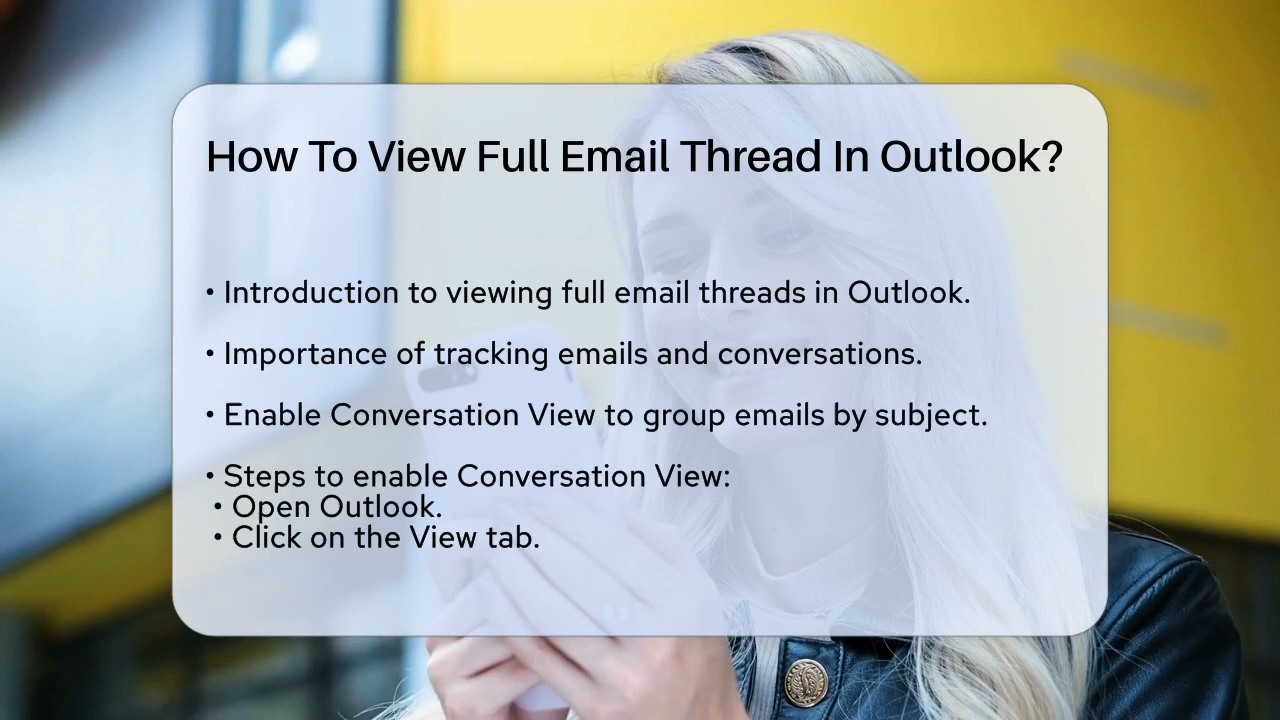 How To View Full Email Thread In Outlook?
• Introduction to viewing full email threads in Outlook.
• Importance of tracking emails and conversations.
• Enable Conversation View to group emails by subject.
• Steps to enable Conversation View:
• Open Outlook.
• Click on the View tab.